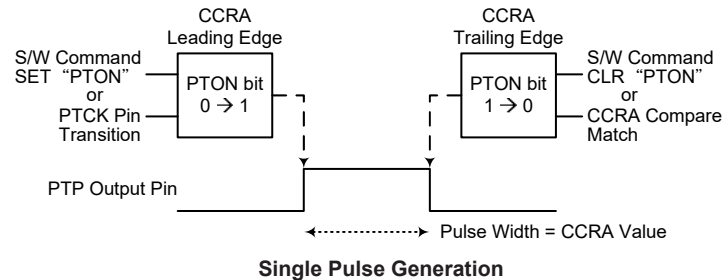 CCRA
Leading Edge
S/W Command
SET “PTON”
or
PTCK Pin
Transition
PTON bit
0 → 1
CCRA
Trailing Edge
PTON bit
1 → 0
S/W Command
CLR “PTON”
or
CCRA Compare
Match
PTP Output Pin
Pulse Width = CCRA Value
Single Pulse Generation